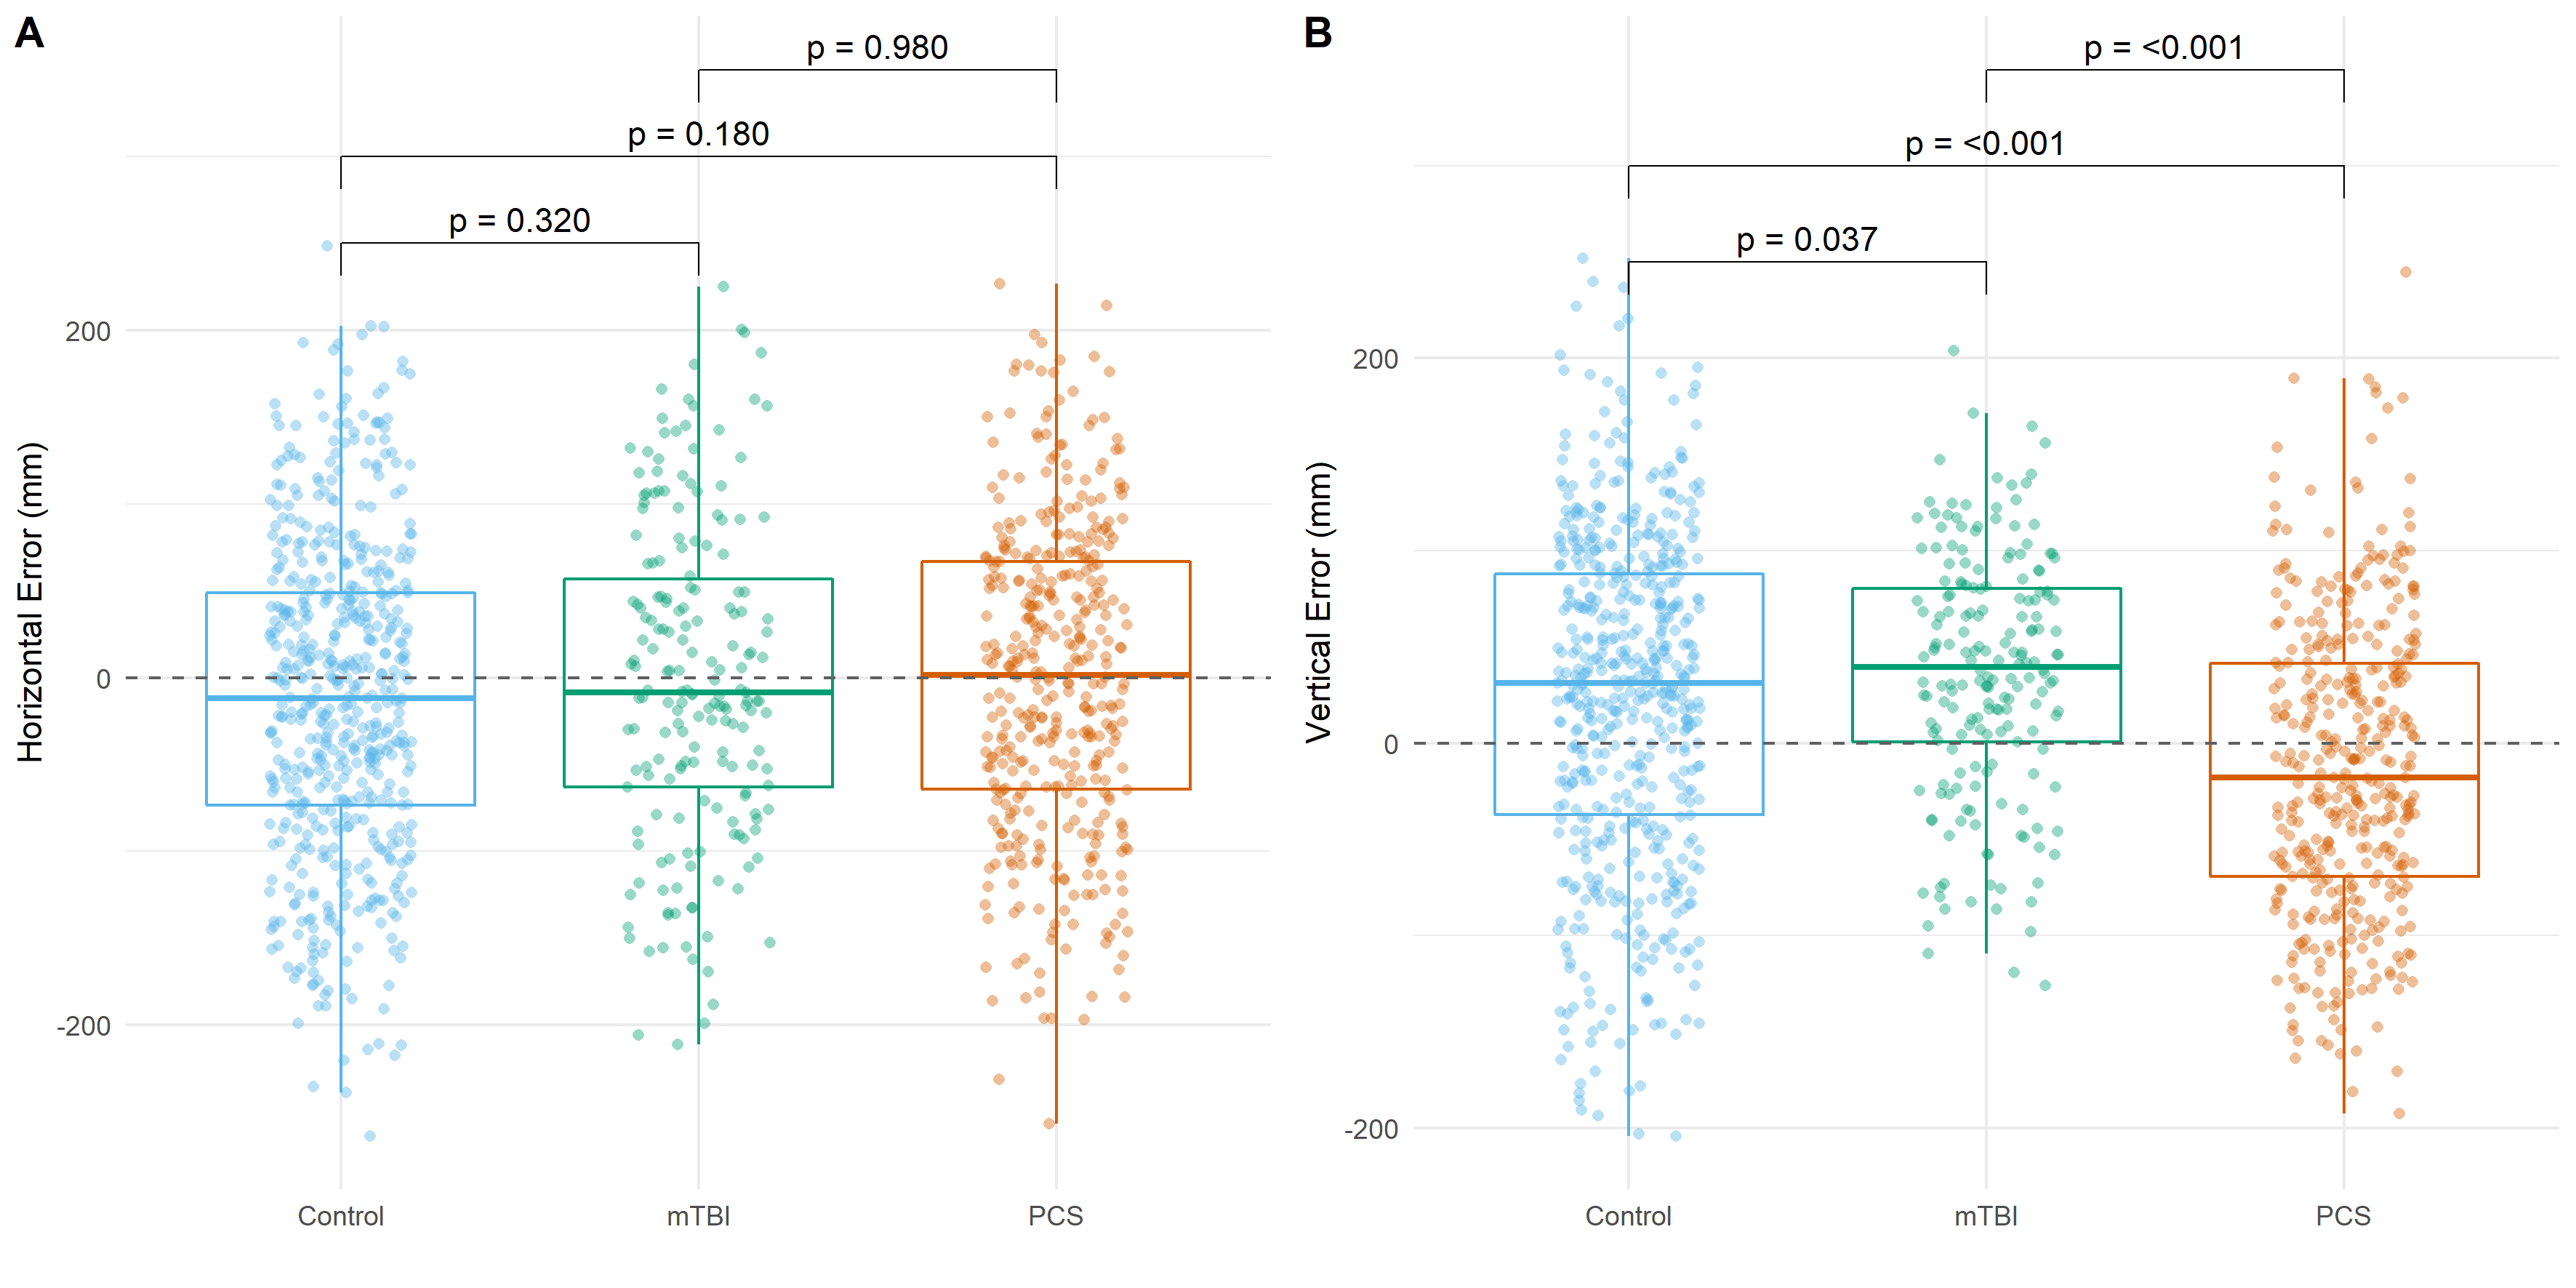 A
p = 0.980
p = 0.180
p = 0.320
Horizontal Error (mm)
200
0
-200
Control
mTBI
PCS
B
p = <0.001
p = <0.001
p = 0.037
Vertical Error (mm)
200
0
-200
Control
mTBI
PCS